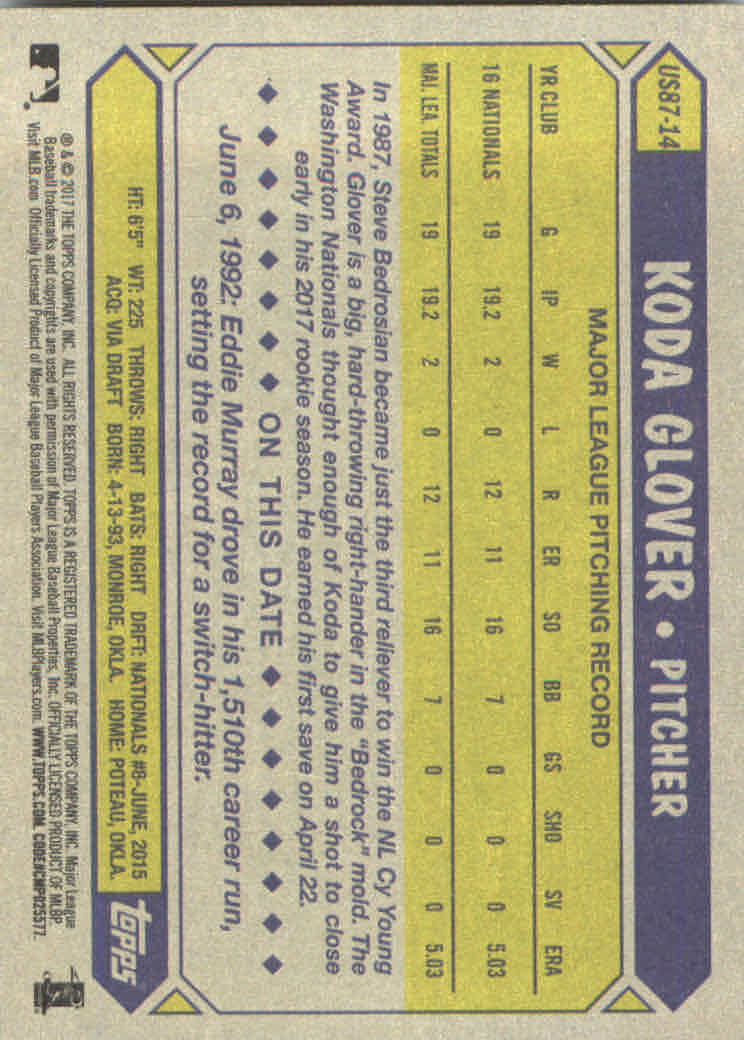 US87-14
KODA GLOVER • PITCHER
MAJOR LEAGUE PITCHING RECORD
YR CLUB G IP W L R ER SO BB GS SHO SV ERA
16 NATIONALS 19 19.2 2 0 12 11 16 7 0 0 0 5.03
MAJ. LEA. TOTALS 19 19.2 2 0 12 11 16 7 0 0 0 5.03
In 1987, Steve Bedrosian became just the third reliever to win the NL Cy Young
Award. Glover is a big, hard-throwing right-hander in the "Bedrock" mold. The
Washington Nationals thought enough of Koda to give him a shot to close
early in his 2017 rookie season. He earned his first save on April 22.
ON THIS DATE
June 6, 1992: Eddie Murray drove in his 1,510th career run,
setting the record for a switch-hitter.
HT: 6'5" WT: 225 THROWS: RIGHT BATS: RIGHT DRFT: NATIONALS #8-JUNE, 2015
ACQ: VIA DRAFT BORN: 4-13-93, MONROE, OKLA. HOME: POTEAU, OKLA.
topps
® & © 2017 THE TOPPS COMPANY, INC. ALL RIGHTS RESERVED. TOPPS IS A REGISTERED TRADEMARK OF THE TOPPS COMPANY, INC. Major League
Baseball trademarks and copyrights are used with permission of Major League Baseball Properties, Inc. OFFICIALLY LICENSED PRODUCT OF MLBP.
Visit MLB.com Officially Licensed Product of Major League Baseball Players Association. Visit MLBPlayers.com. WWW.TOPPS.COM. CODE#CMP025577.